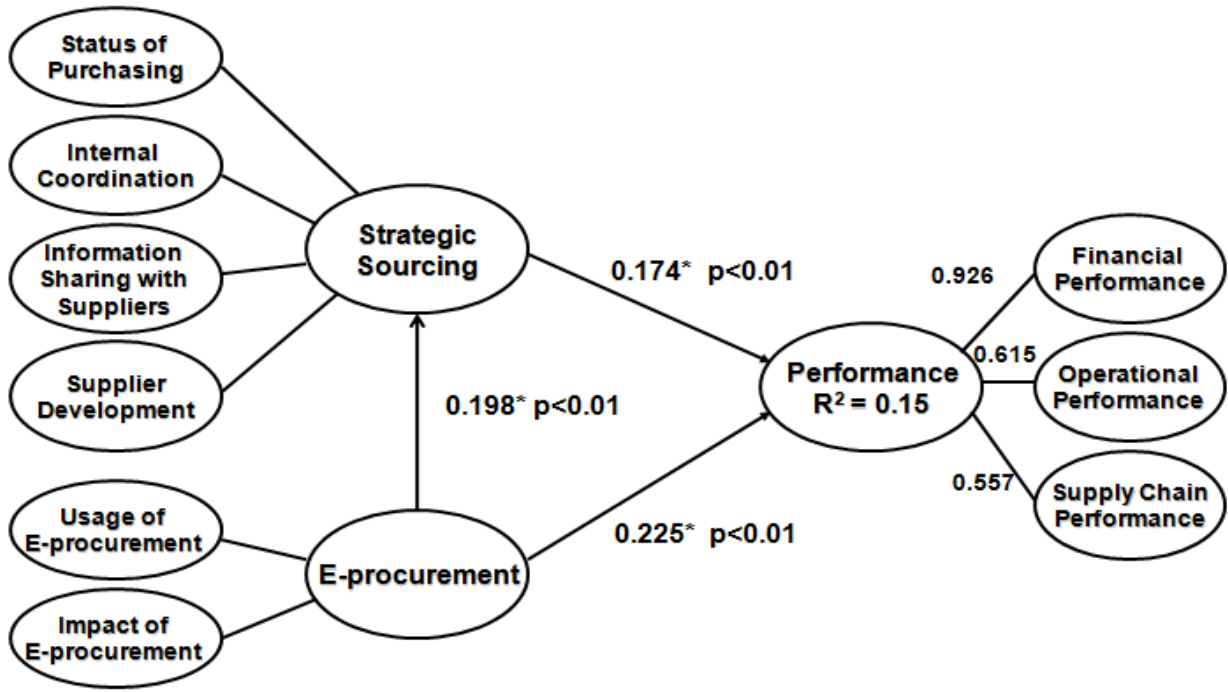 Status of
Purchasing
Internal
Coordination
Information
Sharing with
Suppliers
Supplier
Development
Usage of
E-procurement
Impact of
E-procurement
Strategic
Sourcing
0.198* p<0.01
E-procurement
0.174* p<0.01
0.225* p<0.01
Performance
R² = 0.15
0.926
0.615
0.557
Financial
Performance
Operational
Performance
Supply Chain
Performance